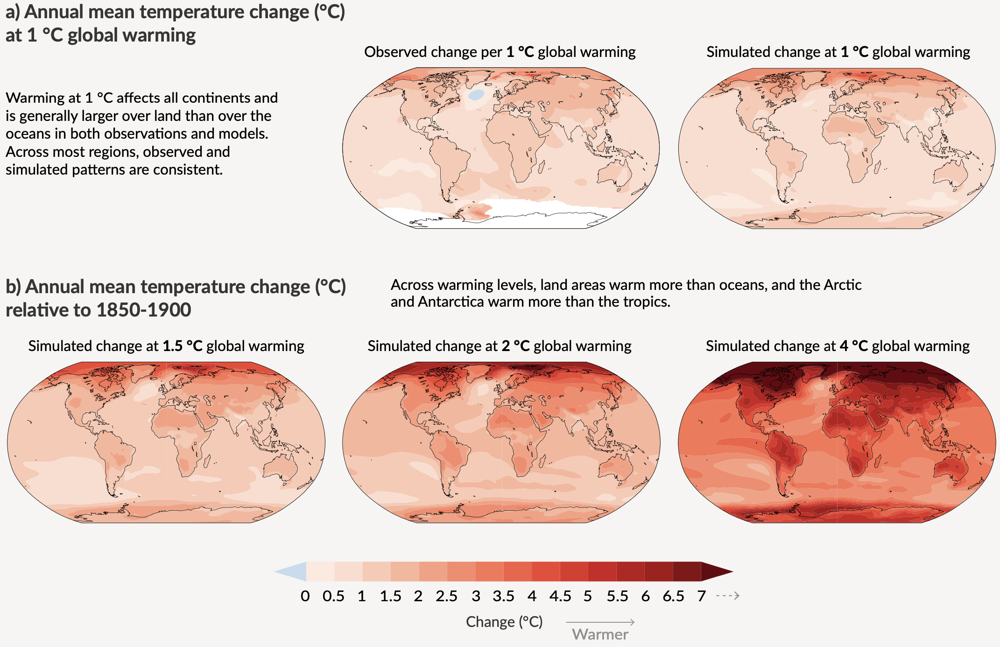 a) Annual mean temperature change (°C)
at 1 °C global warming
Warming at 1 °C affects all continents and
is generally larger over land than over the
oceans in both observations and models.
Across most regions, observed and
simulated patterns are consistent.
Observed change per 1 °C global warming
Simulated change at 1 °C global warming
b) Annual mean temperature change (°C)
relative to 1850-1900
Across warming levels, land areas warm more than oceans, and the Arctic
and Antarctica warm more than the tropics.
Simulated change at 1.5 °C global warming
Simulated change at 2 °C global warming
Simulated change at 4 °C global warming
0 0.5 1 1.5 2 2.5 3 3.5 4 4.5 5 5.5 6 6.5 7
Change (°C)
Warmer